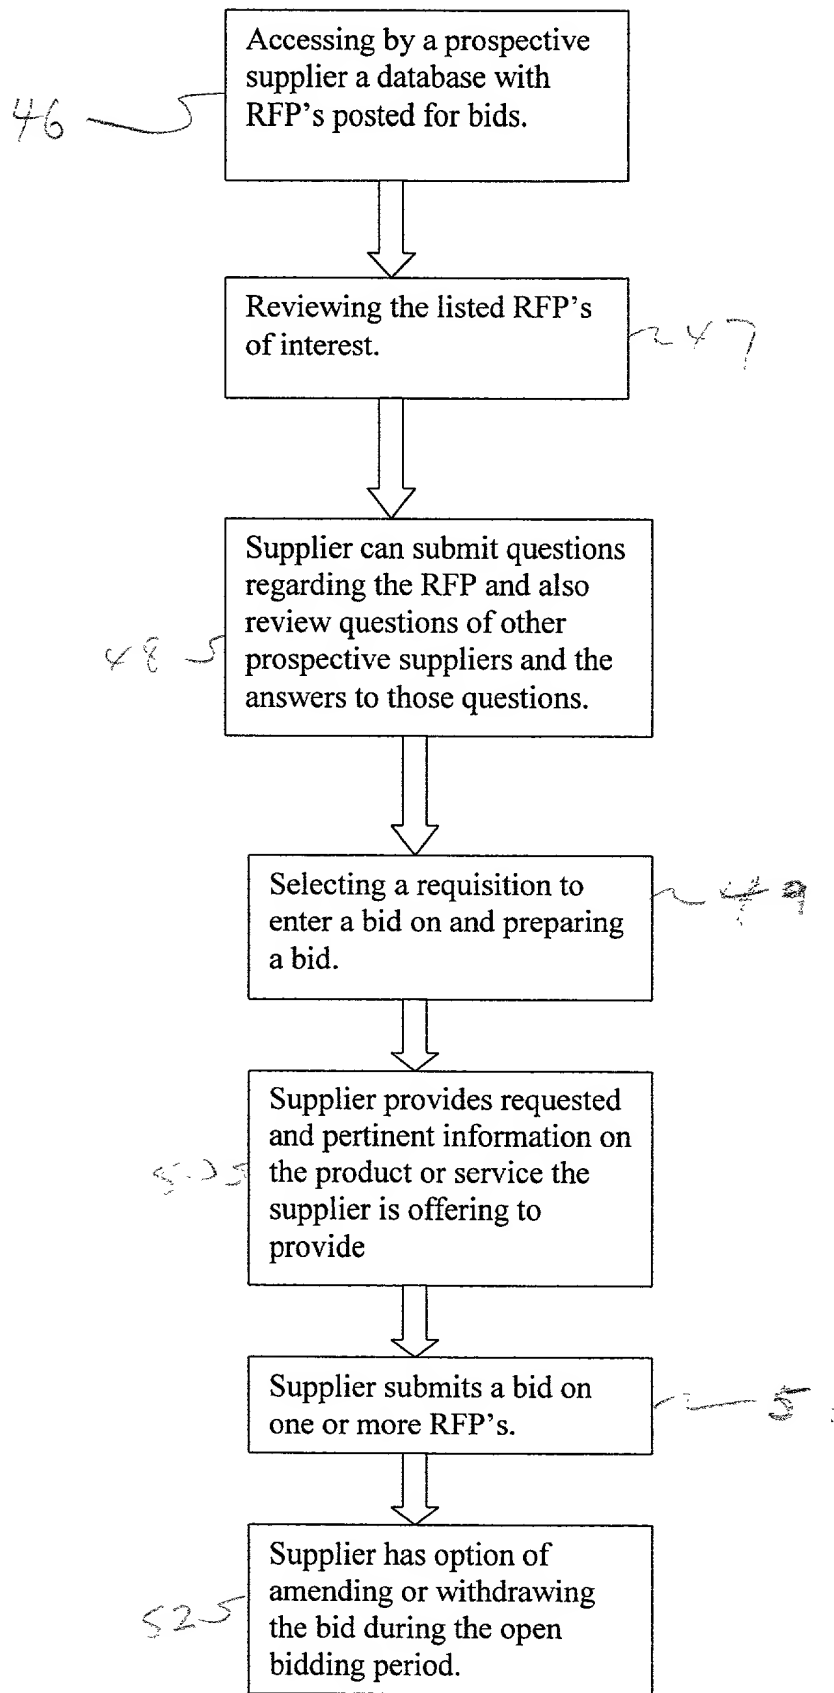 Accessing by a prospective
supplier a database with
RFP's posted for bids.
46
Reviewing the listed RFP's
of interest.
47
Supplier can submit questions
regarding the RFP and also
review questions of other
prospective suppliers and the
answers to those questions.
48
Selecting a requisition to
enter a bid on and preparing
a bid.
49
Supplier provides requested
and pertinent information on
the product or service the
supplier is offering to
provide
Supplier submits a bid on
one or more RFP's.
Supplier has option of
amending or withdrawing
the bid during the open
bidding period.
52